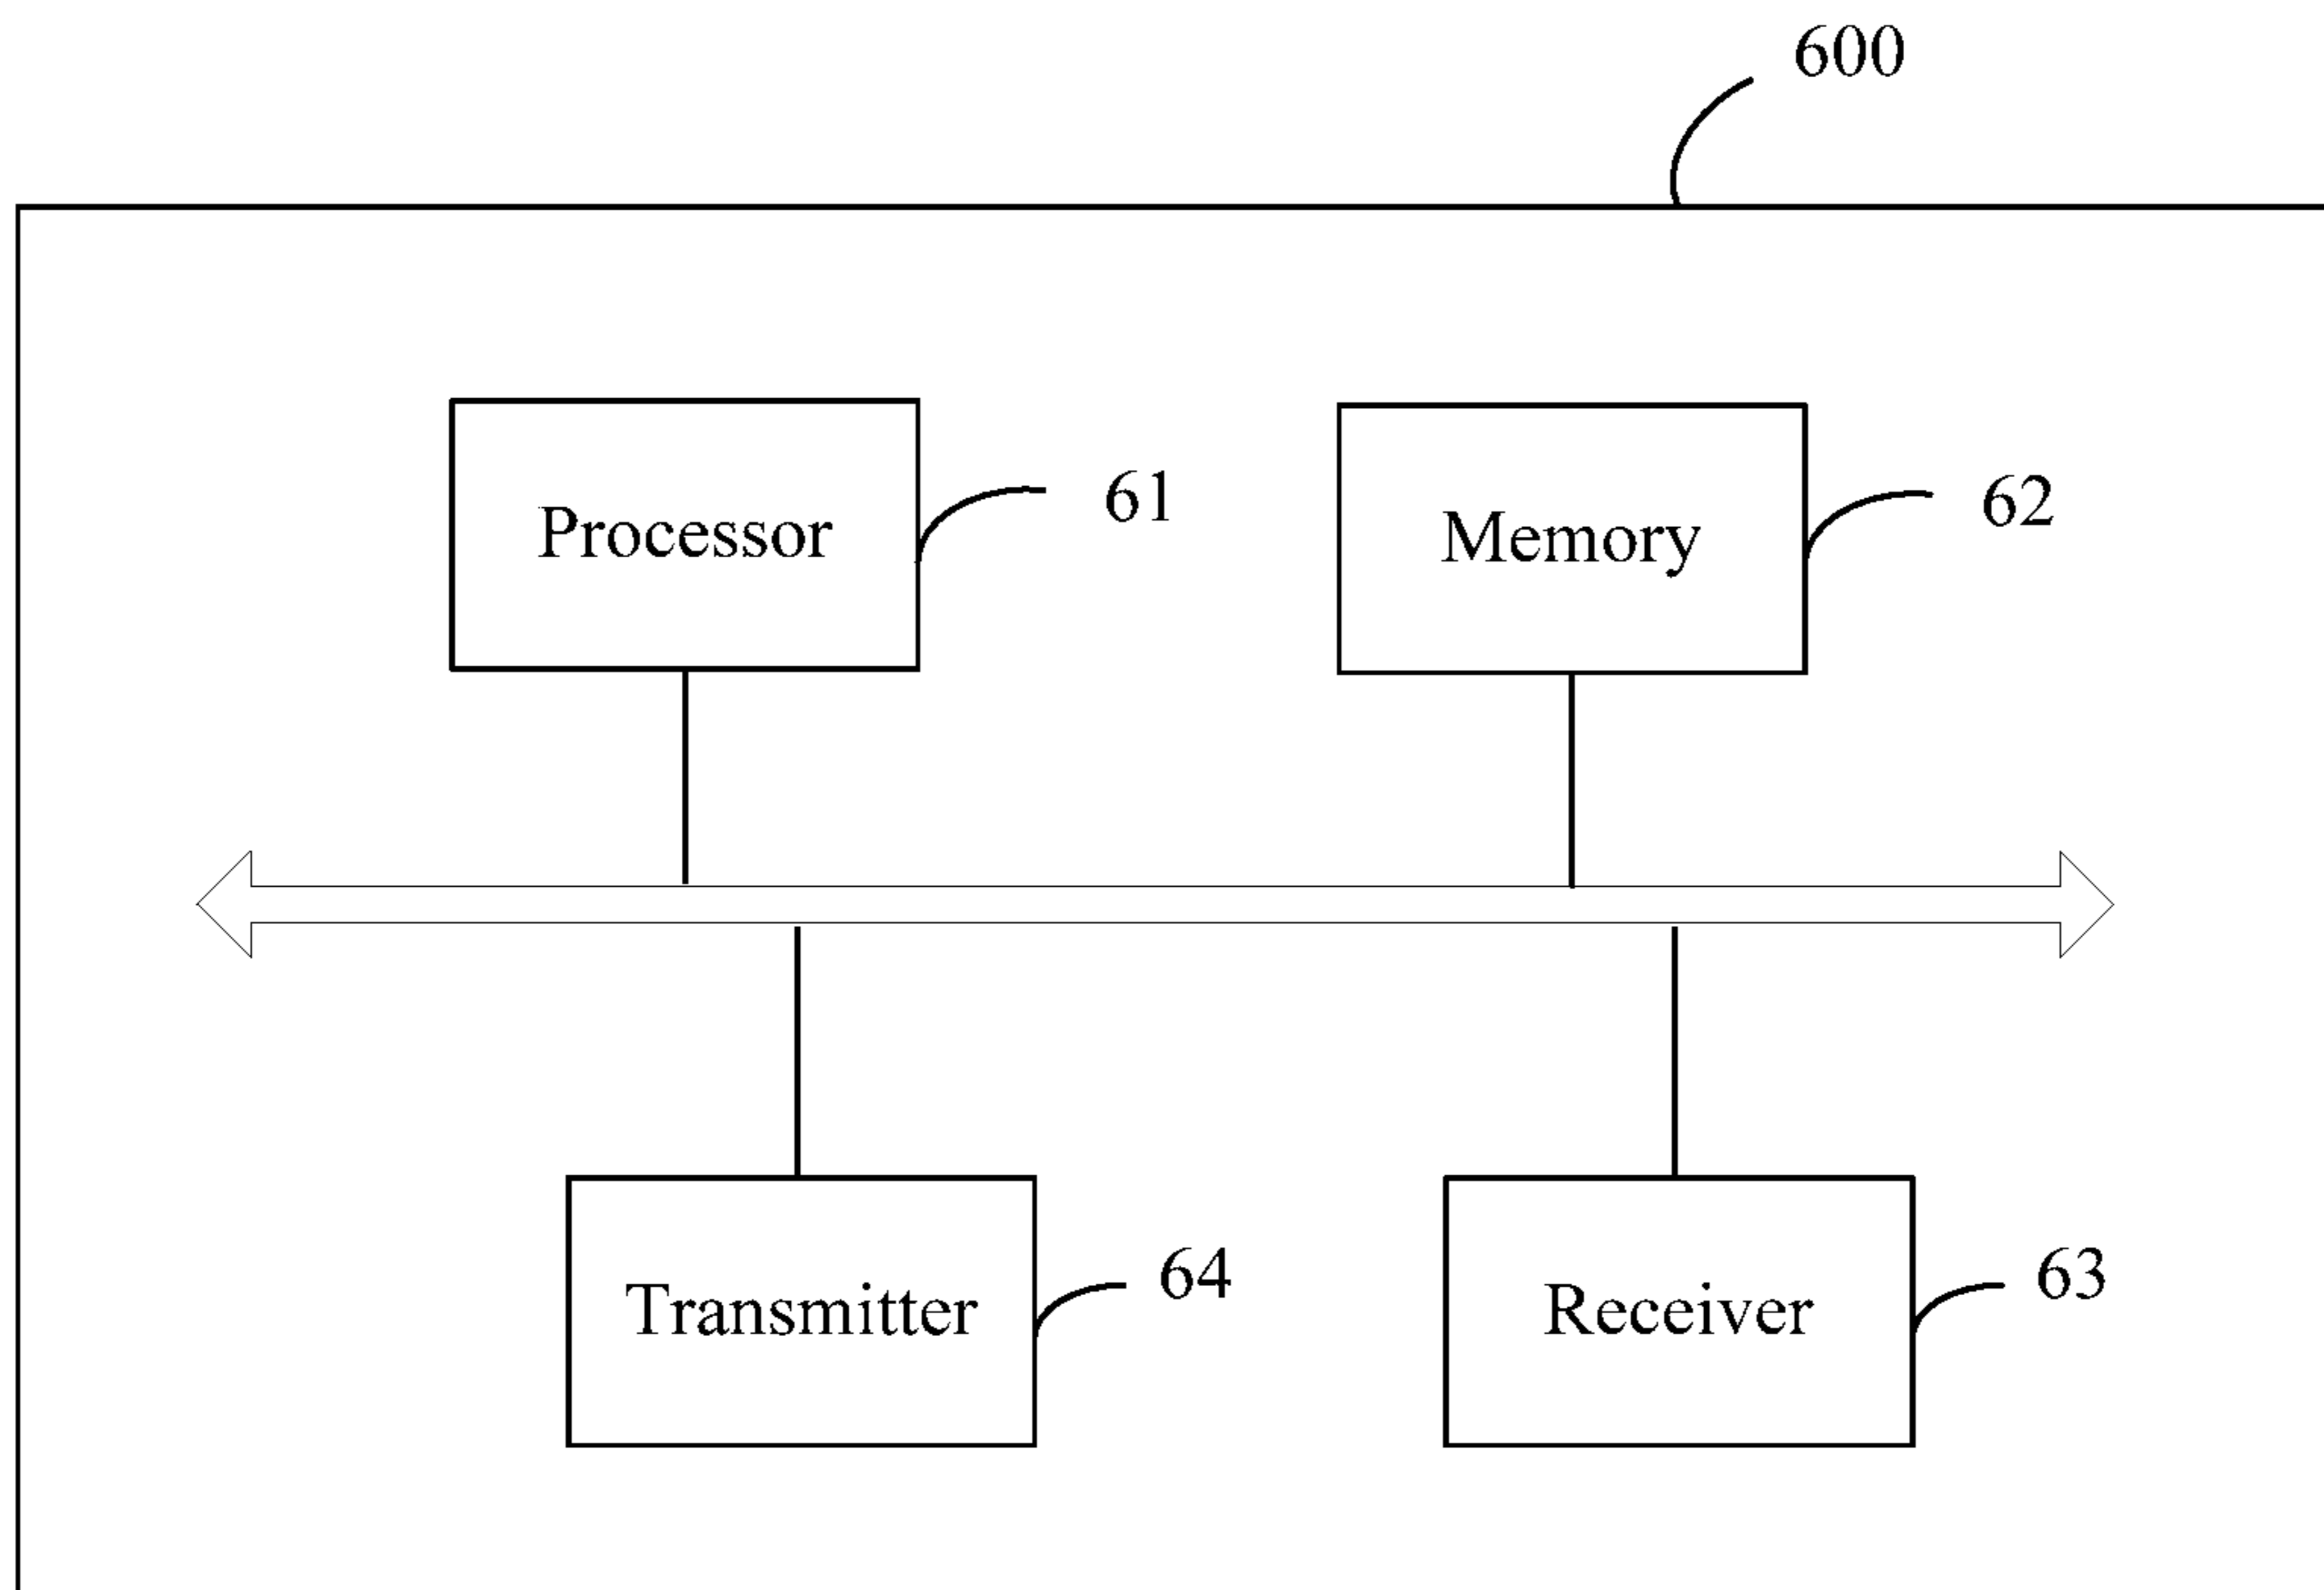 600
Processor
61
Memory
62
Transmitter
64
Receiver
63